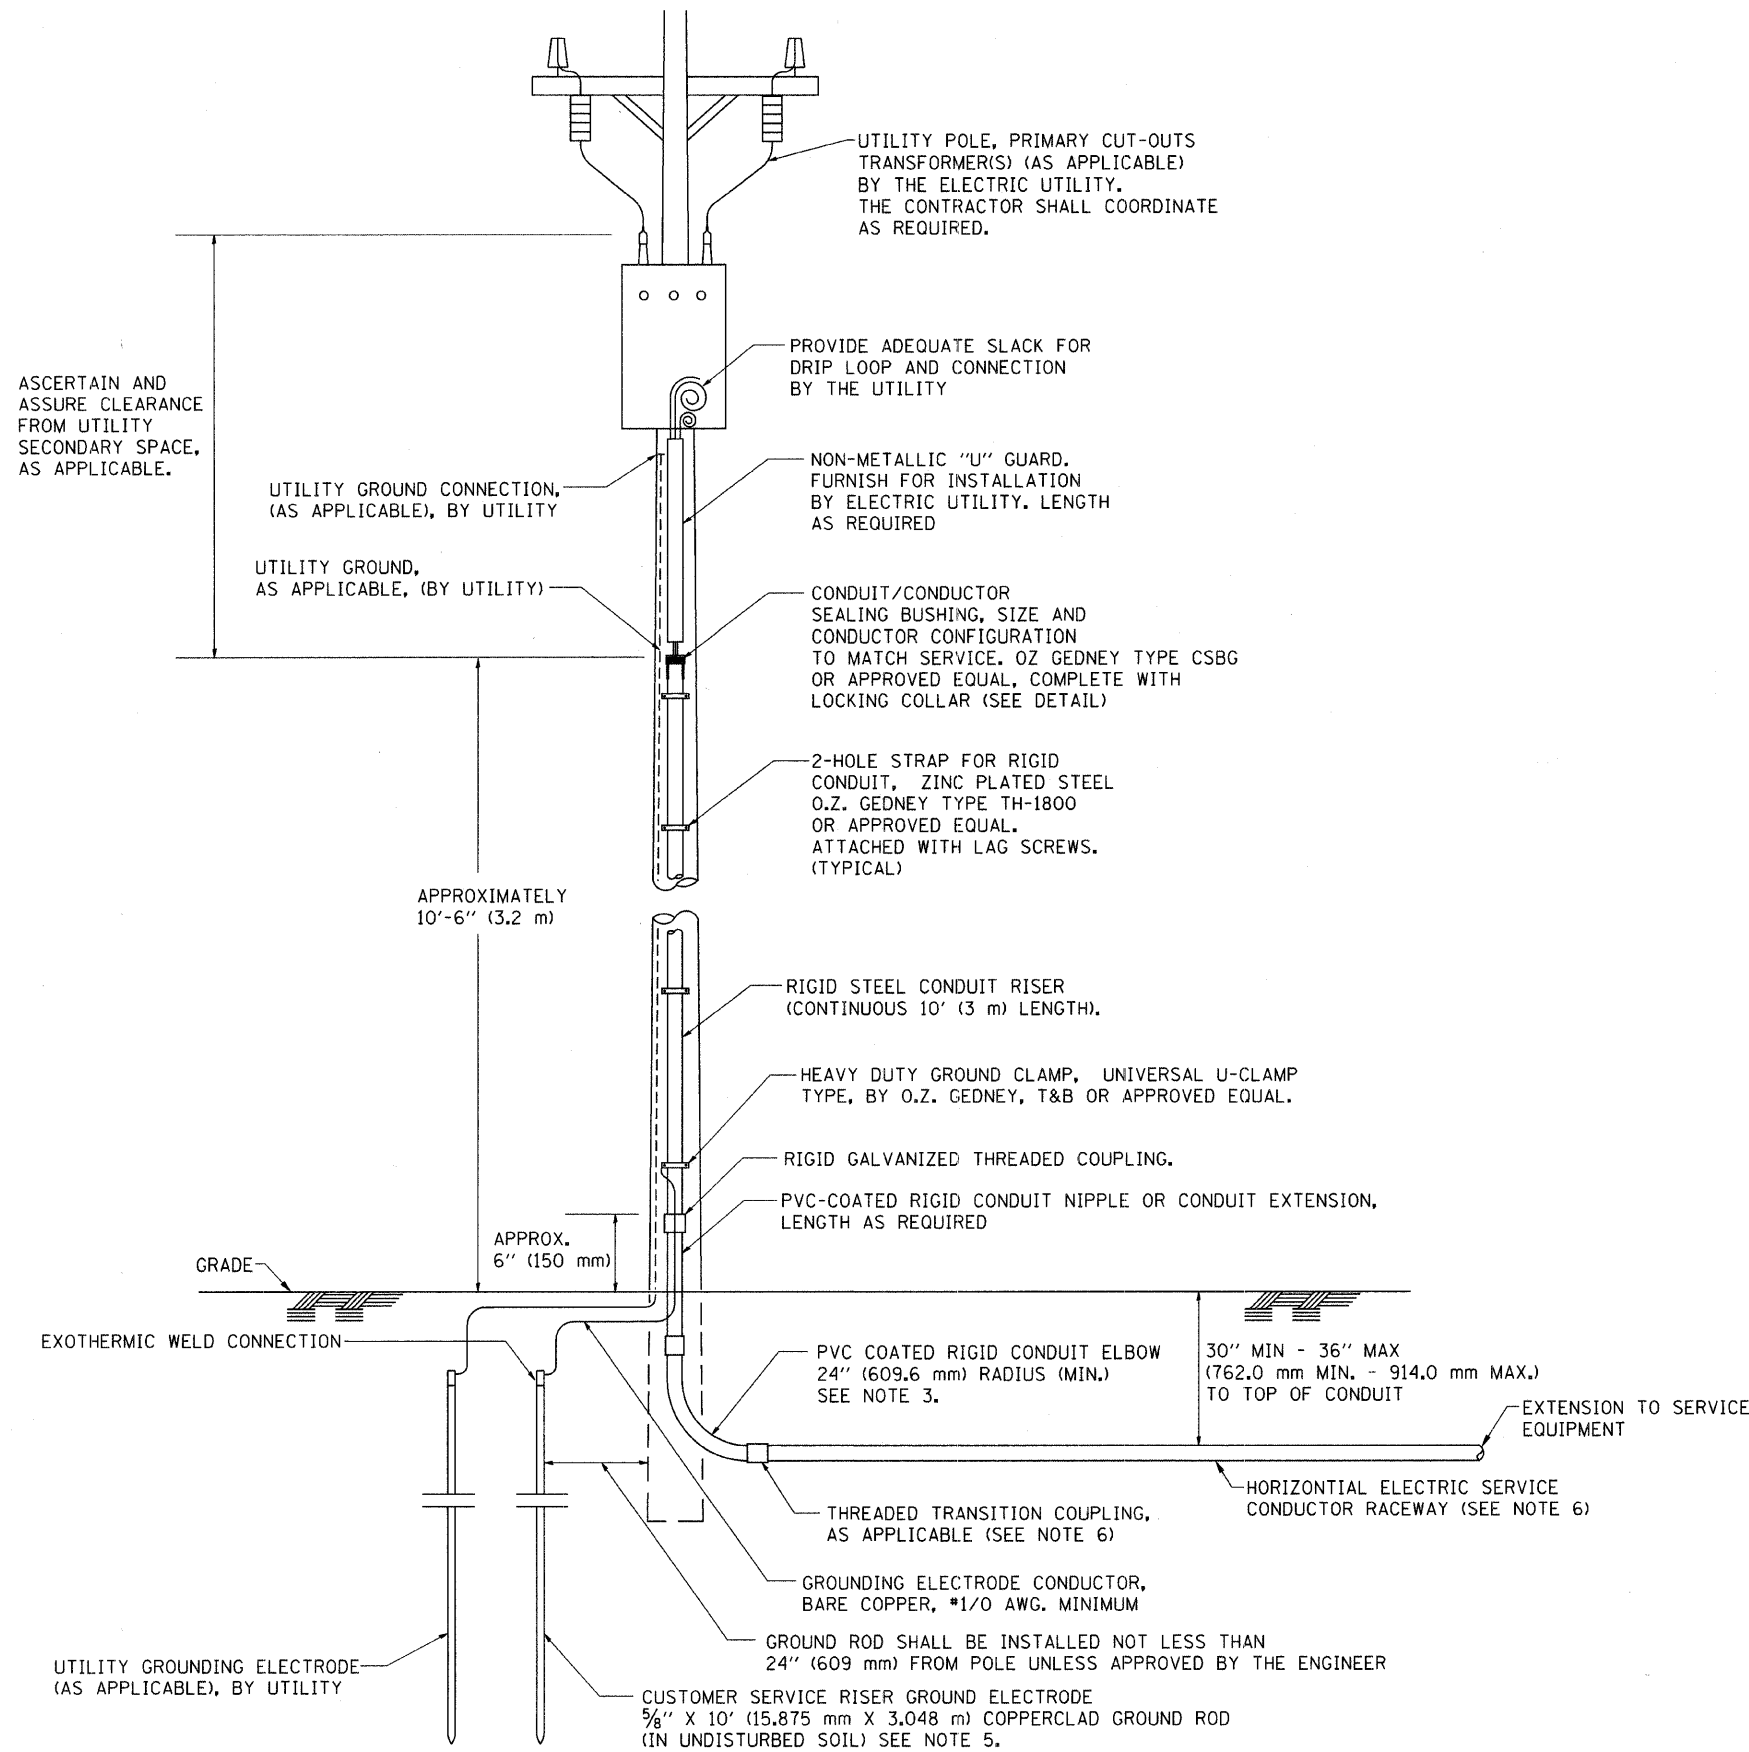 UTILITY POLE, PRIMARY CUT-OUTS
TRANSFORMER(S) (AS APPLICABLE)
BY THE ELECTRIC UTILITY.
THE CONTRACTOR SHALL COORDINATE
AS REQUIRED.
PROVIDE ADEQUATE SLACK FOR
DRIP LOOP AND CONNECTION
BY THE UTILITY
ASCERTAIN AND
ASSURE CLEARANCE
FROM UTILITY
SECONDARY SPACE,
AS APPLICABLE.
NON-METALLIC "U" GUARD.
FURNISH FOR INSTALLATION
BY ELECTRIC UTILITY. LENGTH
AS REQUIRED
UTILITY GROUND CONNECTION,
(AS APPLICABLE), BY UTILITY
UTILITY GROUND,
AS APPLICABLE, (BY UTILITY)
CONDUIT/CONDUCTOR
SEALING BUSHING, SIZE AND
CONDUCTOR CONFIGURATION
TO MATCH SERVICE. OZ GEDNEY TYPE CSBG
OR APPROVED EQUAL, COMPLETE WITH
LOCKING COLLAR (SEE DETAIL)
2-HOLE STRAP FOR RIGID
CONDUIT, ZINC PLATED STEEL
O.Z. GEDNEY TYPE TH-1800
OR APPROVED EQUAL.
ATTACHED WITH LAG SCREWS.
(TYPICAL)
APPROXIMATELY
10'-6" (3.2 m)
RIGID STEEL CONDUIT RISER
(CONTINUOUS 10' (3 m) LENGTH).
HEAVY DUTY GROUND CLAMP, UNIVERSAL U-CLAMP
TYPE, BY O.Z. GEDNEY, T&B OR APPROVED EQUAL.
RIGID GALVANIZED THREADED COUPLING.
PVC-COATED RIGID CONDUIT NIPPLE OR CONDUIT EXTENSION,
LENGTH AS REQUIRED
APPROX.
6" (150 mm)
GRADE
EXOTHERMIC WELD CONNECTION
PVC COATED RIGID CONDUIT ELBOW
24" (609.6 mm) RADIUS (MIN.)
SEE NOTE 3.
30" MIN - 36" MAX
(762.0 mm MIN. - 914.0 mm MAX.)
TO TOP OF CONDUIT
EXTENSION TO SERVICE
EQUIPMENT
HORIZONTIAL ELECTRIC SERVICE
CONDUCTOR RACEWAY (SEE NOTE 6)
THREADED TRANSITION COUPLING,
AS APPLICABLE (SEE NOTE 6)
GROUNDING ELECTRODE CONDUCTOR,
BARE COPPER, #1/0 AWG. MINIMUM
GROUND ROD SHALL BE INSTALLED NOT LESS THAN
24" (609 mm) FROM POLE UNLESS APPROVED BY THE ENGINEER
UTILITY GROUNDING ELECTRODE
(AS APPLICABLE), BY UTILITY
CUSTOMER SERVICE RISER GROUND ELECTRODE
5/8" X 10' (15.875 mm X 3.048 m) COPPERCLAD GROUND ROD
(IN UNDISTURBED SOIL) SEE NOTE 5.